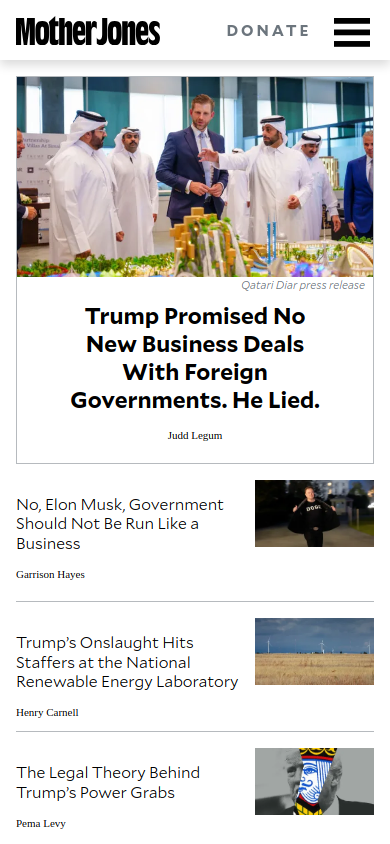 Mother Jones
DONATE
Qatari Diar press release
Trump Promised No
New Business Deals
With Foreign
Governments. He Lied.
Judd Legum
No, Elon Musk, Government
Should Not Be Run Like a
Business
Garrison Hayes
Trump’s Onslaught Hits
Staffers at the National
Renewable Energy Laboratory
Henry Carnell
The Legal Theory Behind
Trump’s Power Grabs
Pema Levy